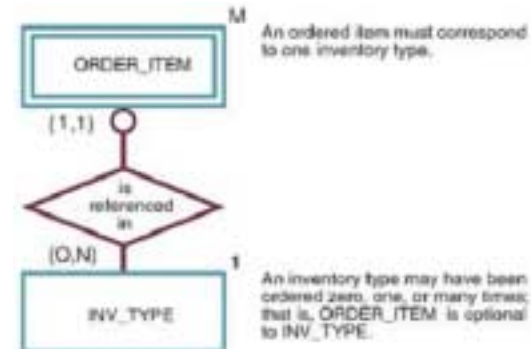 M
An ordered item must correspond
to one inventory type.
ORDER_ITEM
(1,1)
is
referenced
in
(O,N)
1
An inventory type may have been
ordered zero, one, or many times;
that is, ORDER_ITEM is optional
to INV_TYPE.
INV_TYPE